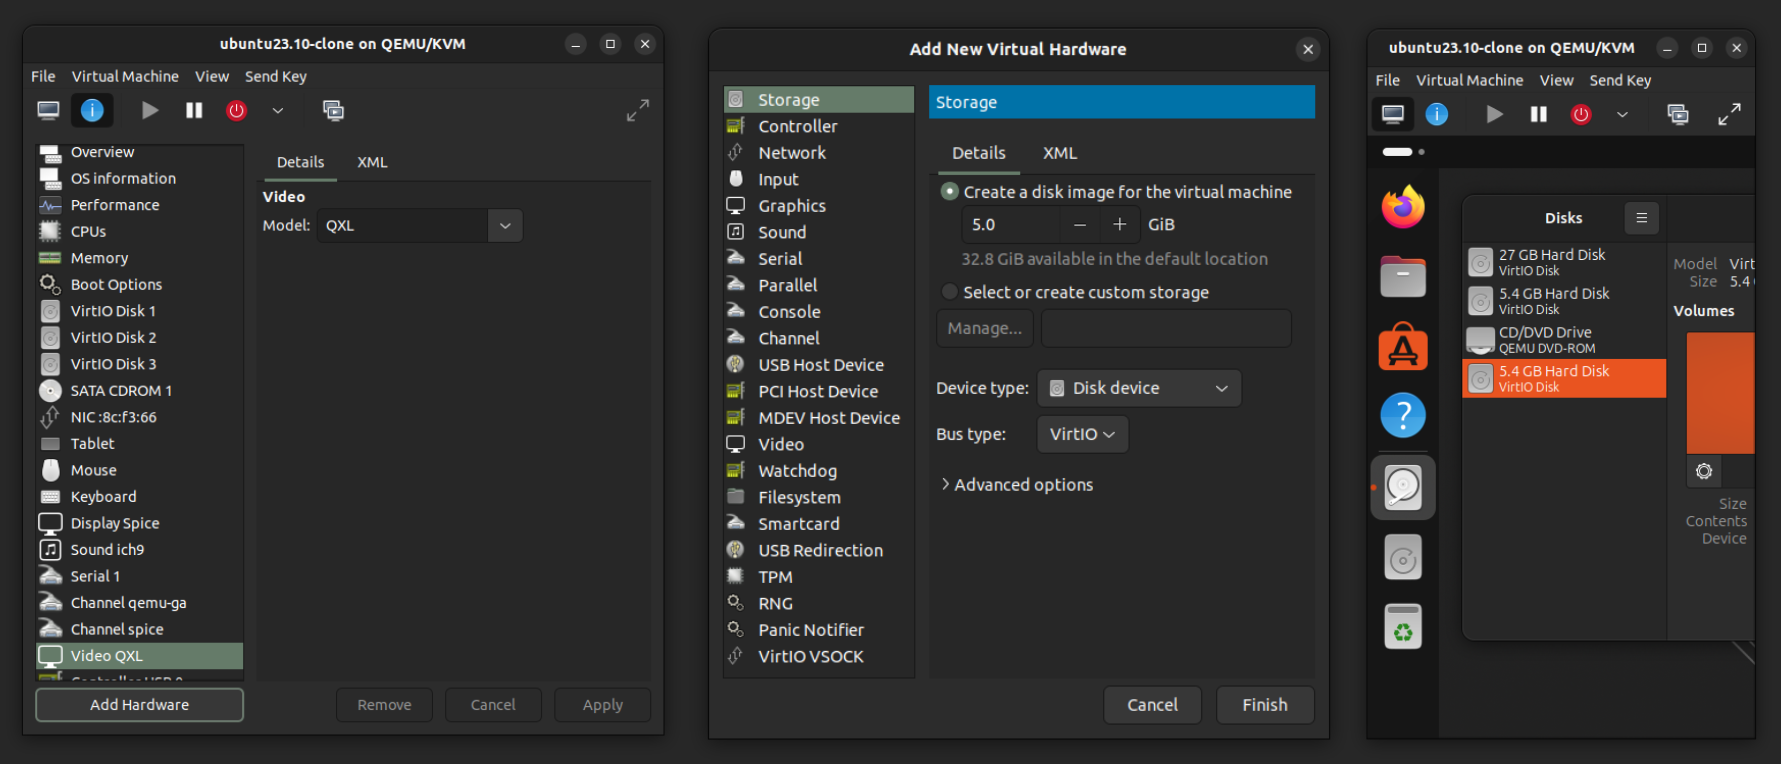 ubuntu23.10-clone on QEMU/KVM
File Virtual Machine View Send Key
Overview
OS information
Performance
CPUs
Memory
Boot Options
VirtIO Disk 1
VirtIO Disk 2
VirtIO Disk 3
SATA CDROM 1
NIC :8c:f3:66
Tablet
Mouse
Keyboard
Display Spice
Sound ich9
Serial 1
Channel qemu-ga
Channel spice
Video QXL
Controller USB 0
Add Hardware
Details XML
Video
Model: QXL
Remove Cancel Apply
Add New Virtual Hardware
Storage
Controller
Network
Input
Graphics
Sound
Serial
Parallel
Console
Channel
USB Host Device
PCI Host Device
MDEV Host Device
Video
Watchdog
Filesystem
Smartcard
USB Redirection
TPM
RNG
Panic Notifier
VirtIO VSOCK
Storage
Details XML
Create a disk image for the virtual machine
5.0 − + GiB
32.8 GiB available in the default location
Select or create custom storage
Manage...
Device type: Disk device
Bus type: VirtIO
Advanced options
Cancel Finish
ubuntu23.10-clone on QEMU/KVM
File Virtual Machine View Send Key
Disks
27 GB Hard Disk
VirtIO Disk
5.4 GB Hard Disk
VirtIO Disk
CD/DVD Drive
QEMU DVD-ROM
5.4 GB Hard Disk
VirtIO Disk
Model Virt
Size 5.4
Volumes
Size
Contents
Device